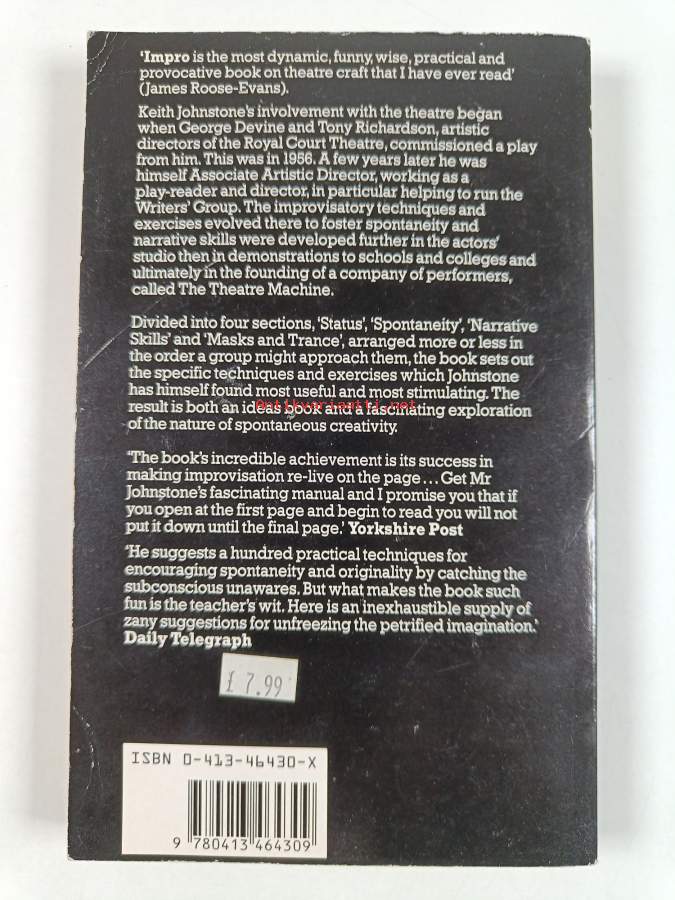 'Impro is the most dynamic, funny, wise, practical and
provocative book on theatre craft that I have ever read'
(James Roose-Evans).
Keith Johnstone's involvement with the theatre began
when George Devine and Tony Richardson, artistic
directors of the Royal Court Theatre, commissioned a play
from him. This was in 1956. A few years later he was
himself Associate Artistic Director, working as a
play-reader and director, in particular helping to run the
Writers' Group. The improvisatory techniques and
exercises evolved there to foster spontaneity and
narrative skills were developed further in the actors'
studio then in demonstrations to schools and colleges and
ultimately in the founding of a company of performers,
called The Theatre Machine.
Divided into four sections, 'Status', 'Spontaneity', 'Narrative
Skills' and 'Masks and Trance', arranged more or less in
the order a group might approach them, the book sets out
the specific techniques and exercises which Johnstone
has himself found most useful and most stimulating. The
result is both an ideas book and a fascinating exploration
of the nature of spontaneous creativity.
Antikvariaatti.net
'The book's incredible achievement is its success in
making improvisation re-live on the page... Get Mr
Johnstone's fascinating manual and I promise you that if
you open at the first page and begin to read you will not
put it down until the final page.' Yorkshire Post
'He suggests a hundred practical techniques for
encouraging spontaneity and originality by catching the
subconscious unawares. But what makes the book such
fun is the teacher's wit. Here is an inexhaustible supply of
zany suggestions for unfreezing the petrified imagination.'
Daily Telegraph
£ 7.99
ISBN 0-413-46430-X
9 780413 464309